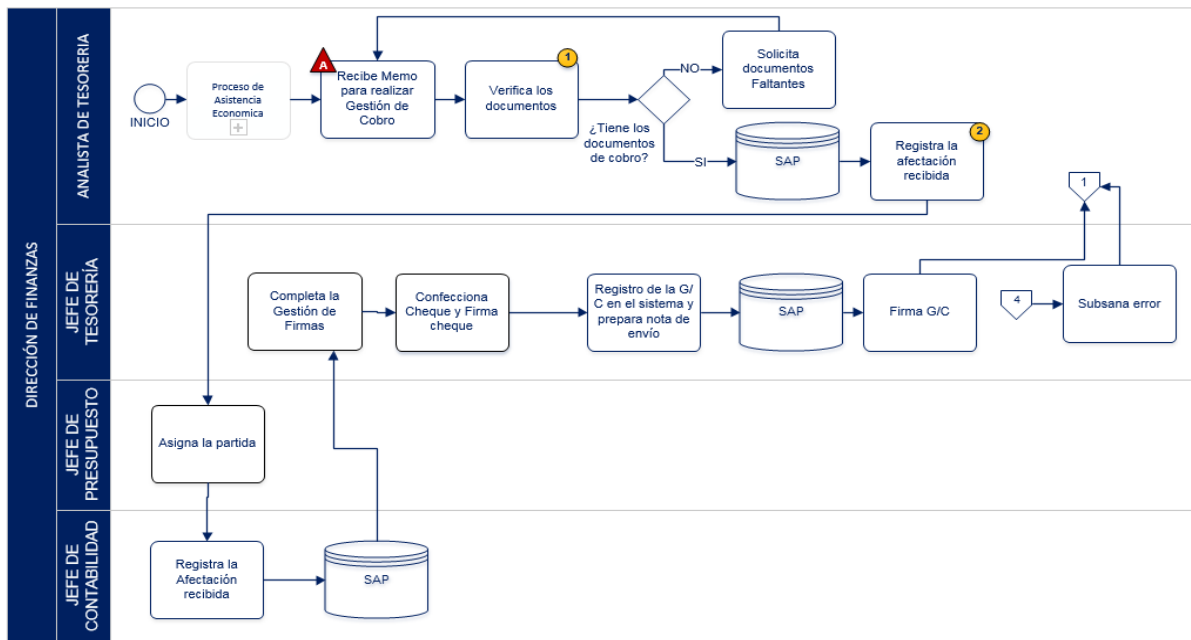 DIRECCIÓN DE FINANZAS
ANALISTA DE TESORERIA
INICIO
Proceso de
Asistencia
Economica
A
Recibe Memo
para realizar
Gestión de
Cobro
1
Verifica los
documentos
¿Tiene los
documentos
de cobro?
NO
Solicita
documentos
Faltantes
SI
SAP
2
Registra la
afectación
recibida
1
JEFE DE
TESORERÍA
Completa la
Gestión de
Firmas
Confecciona
Cheque y Firma
cheque
Registro de la G/
C en el sistema y
prepara nota de
envío
SAP
Firma G/C
4
Subsana error
JEFE DE
PRESUPUESTO
Asigna la partida
JEFE DE
CONTABILIDAD
Registra la
Afectación
recibida
SAP